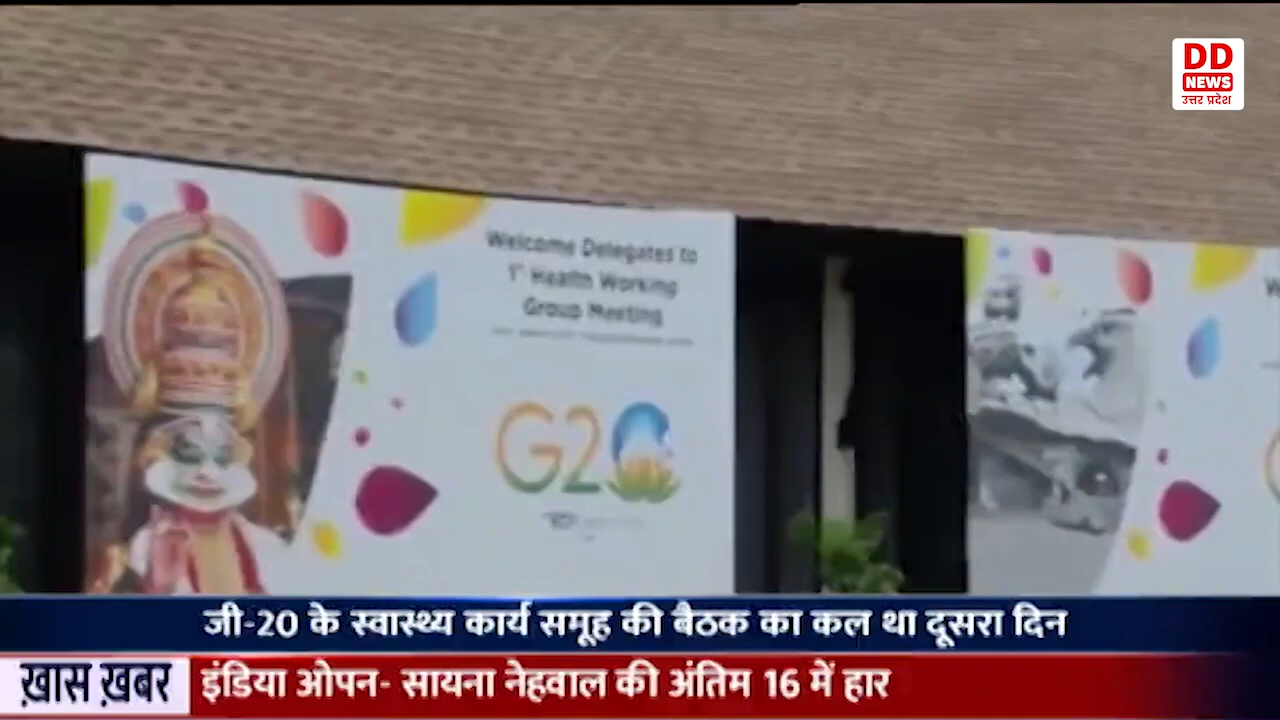 DD
NEWS
उत्तर प्रदेश
Welcome Delegates to
1st Health Working
Group Meeting
G20
जी-20 के स्वास्थ्य कार्य समूह की बैठक का कल था दूसरा दिन
ख़ास ख़बर
इंडिया ओपन- सायना नेहवाल की अंतिम 16 में हार